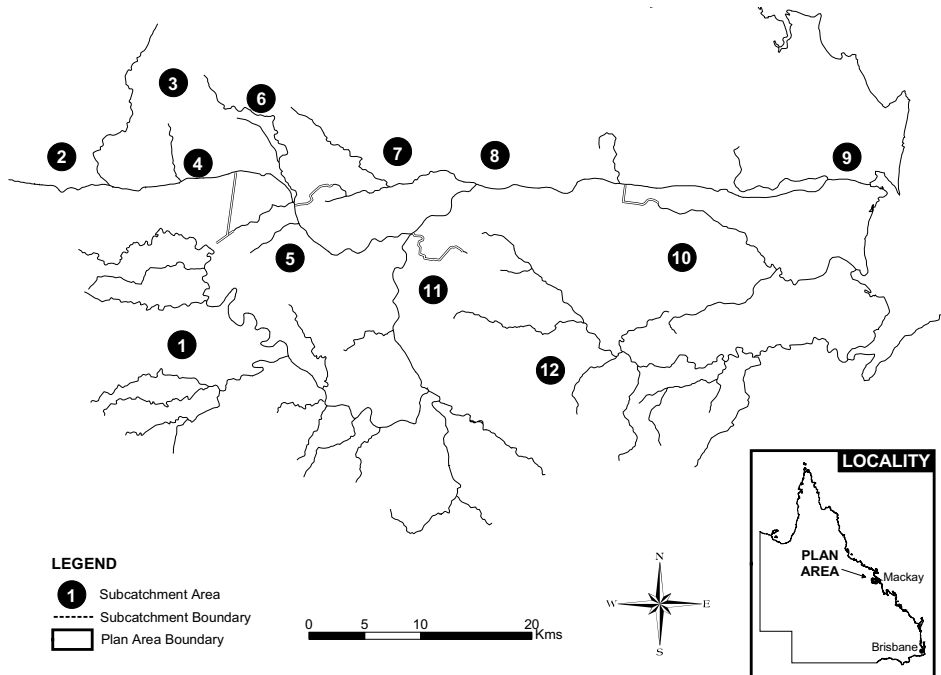 3
6
2
4
7
8
9
5
10
11
1
12
LOCALITY
PLAN
AREA
Mackay
Brisbane
LEGEND
1 Subcatchment Area
Subcatchment Boundary
Plan Area Boundary
0 5 10 20
Kms
N
W E
S